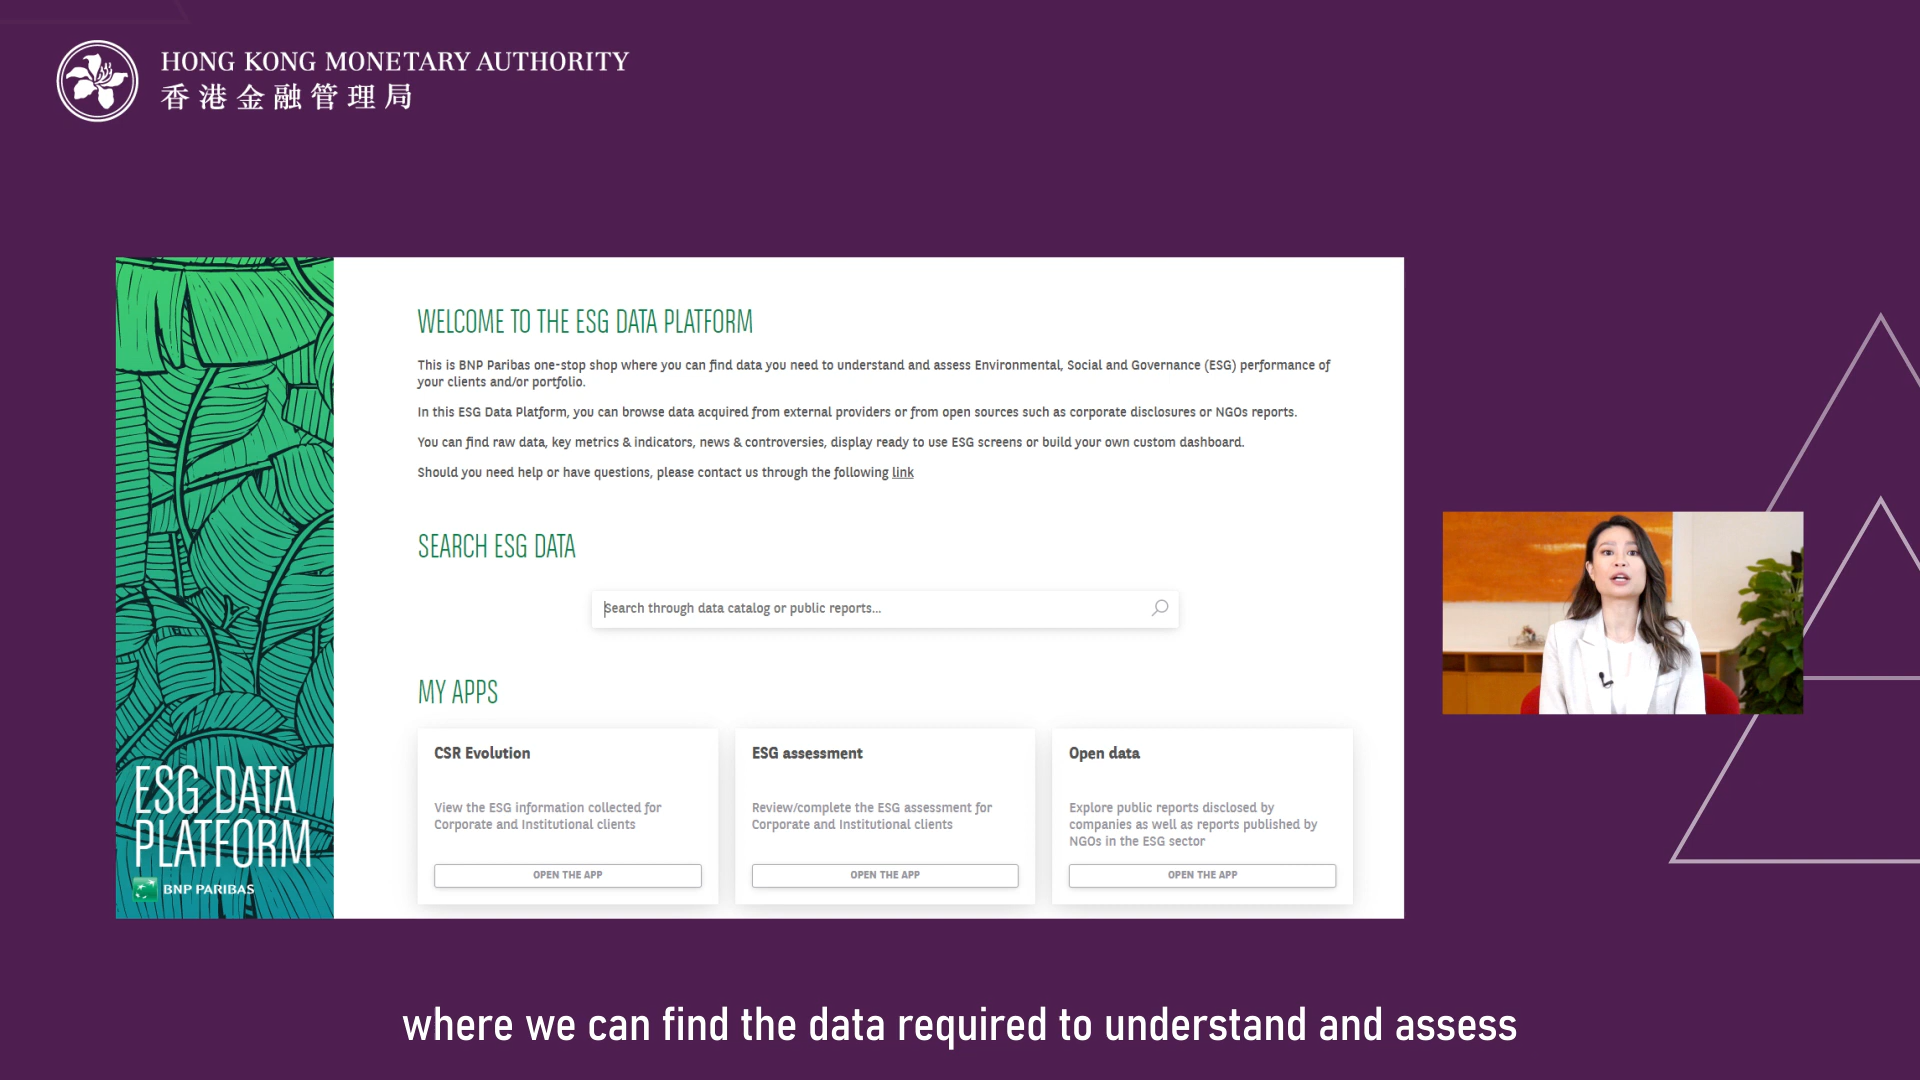 HONG KONG MONETARY AUTHORITY
香港金融管理局
WELCOME TO THE ESG DATA PLATFORM
This is BNP Paribas one-stop shop where you can find data you need to understand and assess Environmental, Social and Governance (ESG) performance of
your clients and/or portfolio.
In this ESG Data Platform, you can browse data acquired from external providers or from open sources such as corporate disclosures or NGOs reports.
You can find raw data, key metrics & indicators, news & controversies, display ready to use ESG screens or build your own custom dashboard.
Should you need help or have questions, please contact us through the following link
SEARCH ESG DATA
Search through data catalog or public reports...
MY APPS
CSR Evolution
View the ESG information collected for
Corporate and Institutional clients
OPEN THE APP
ESG assessment
Review/complete the ESG assessment for
Corporate and Institutional clients
OPEN THE APP
Open data
Explore public reports disclosed by
companies as well as reports published by
NGOs in the ESG sector
OPEN THE APP
ESG DATA
PLATFORM
BNP PARIBAS
where we can find the data required to understand and assess